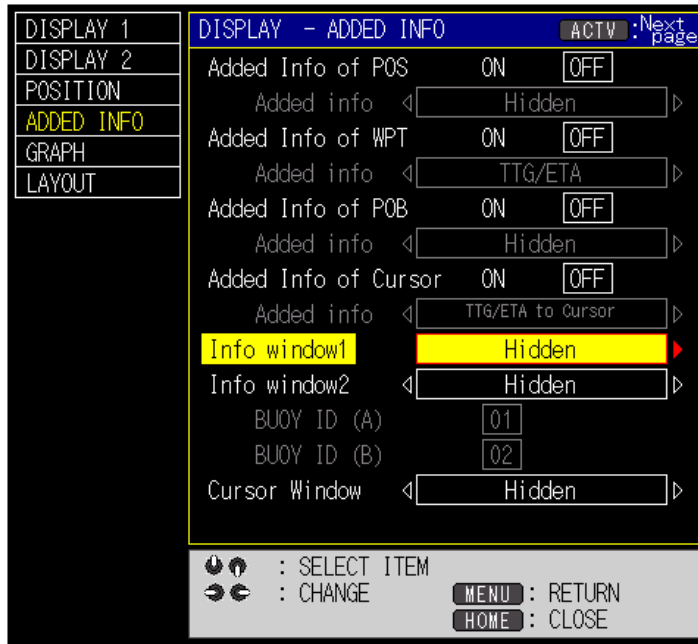 DISPLAY 1
DISPLAY 2
POSITION
ADDED INFO
GRAPH
LAYOUT
DISPLAY - ADDED INFO ACTV :Next page
Added Info of POS ON OFF
Added info Hidden
Added Info of WPT ON OFF
Added info TTG/ETA
Added Info of POB ON OFF
Added info Hidden
Added Info of Cursor ON OFF
Added info TTG/ETA to Cursor
Info window1 Hidden
Info window2 Hidden
BUOY ID (A) 01
BUOY ID (B) 02
Cursor Window Hidden
: SELECT ITEM
: CHANGE MENU : RETURN
HOME : CLOSE